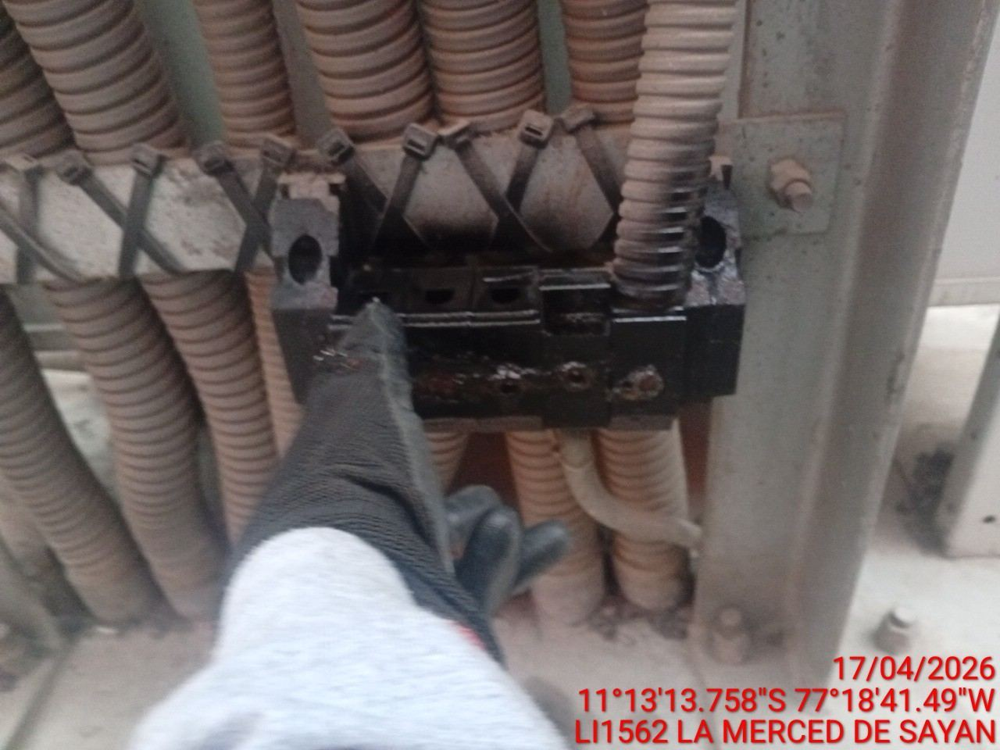 17/04/2026
11°13'13.758"S 77°18'41.49"W
LI1562 LA MERCED DE SAYAN